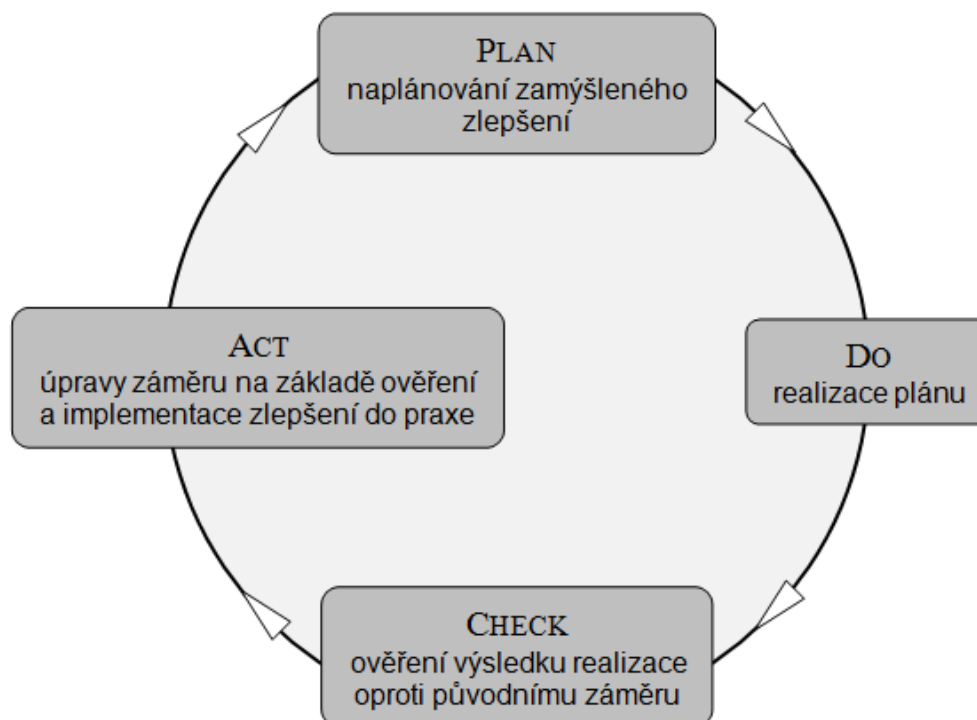 PLAN
naplánování zamýšleného
zlepšení
ACT
úpravy záměru na základě ověření
a implementace zlepšení do praxe
DO
realizace plánu
CHECK
ověření výsledku realizace
oproti původnímu záměru